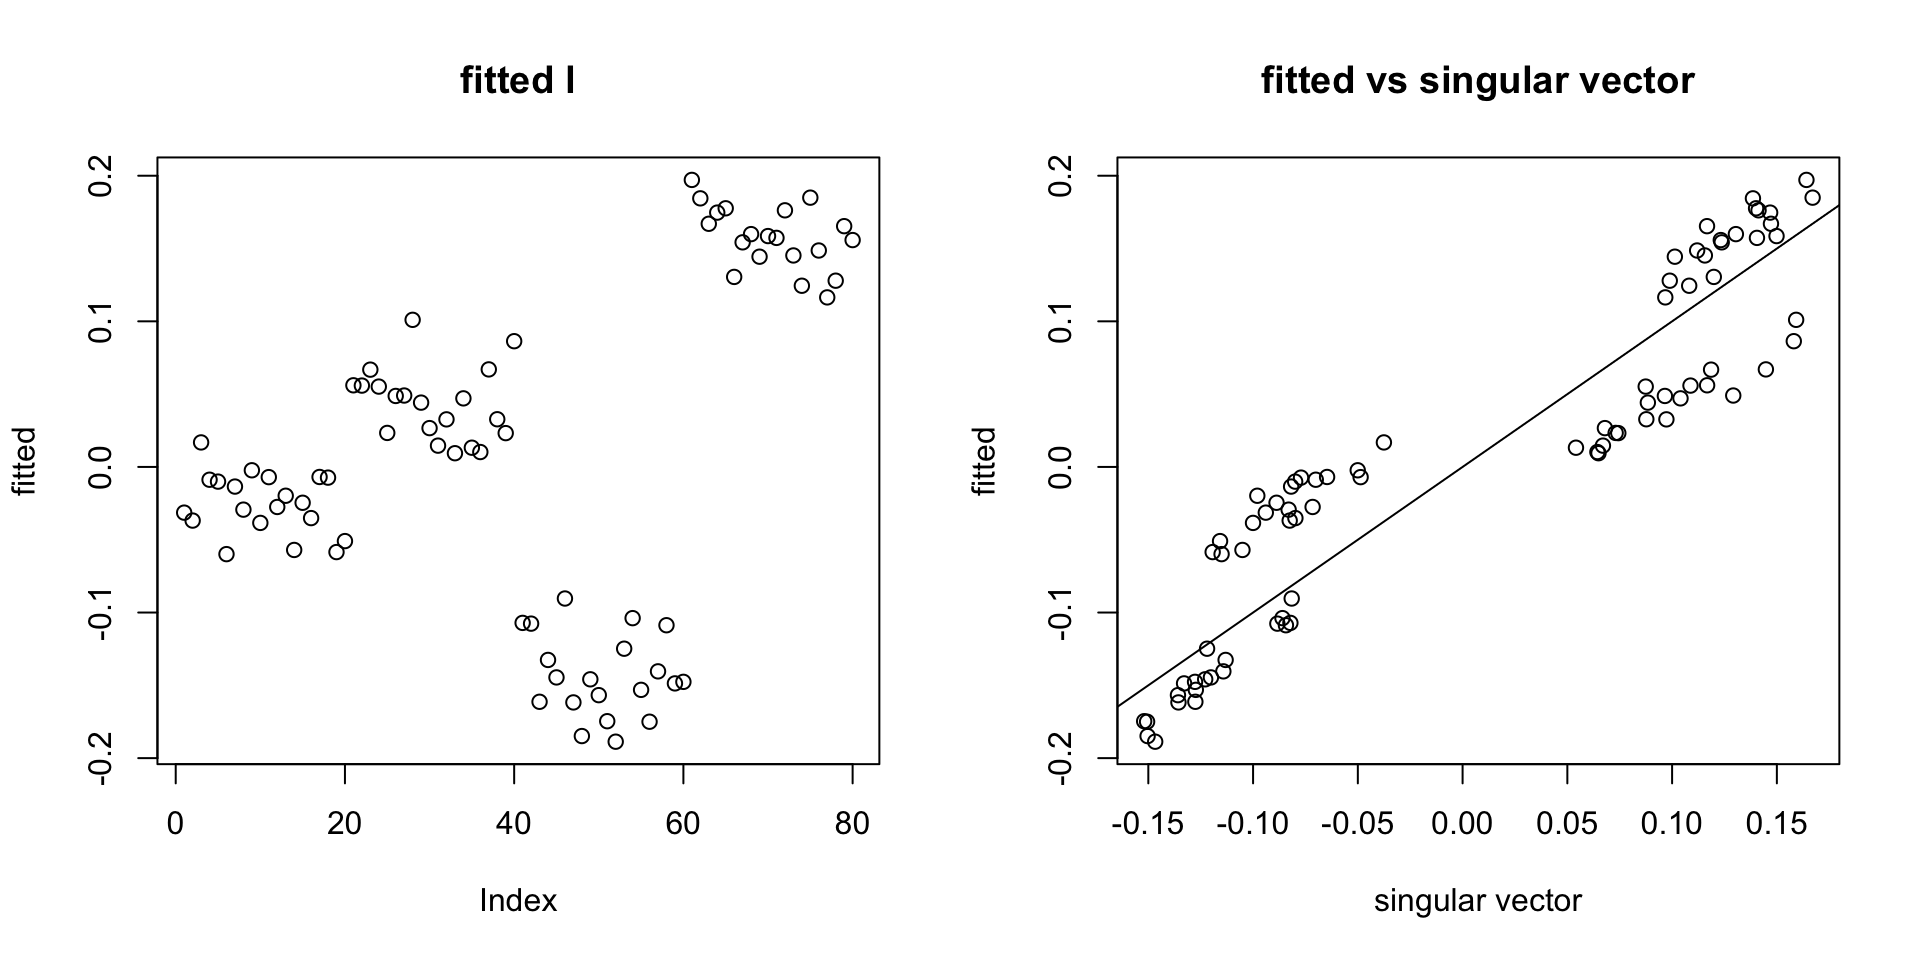 fitted l
fitted
0.2
0.1
0.0
-0.1
-0.2
0 20 40 60 80
Index
fitted vs singular vector
fitted
0.2
0.1
0.0
-0.1
-0.2
-0.15 -0.10 -0.05 0.00 0.05 0.10 0.15
singular vector